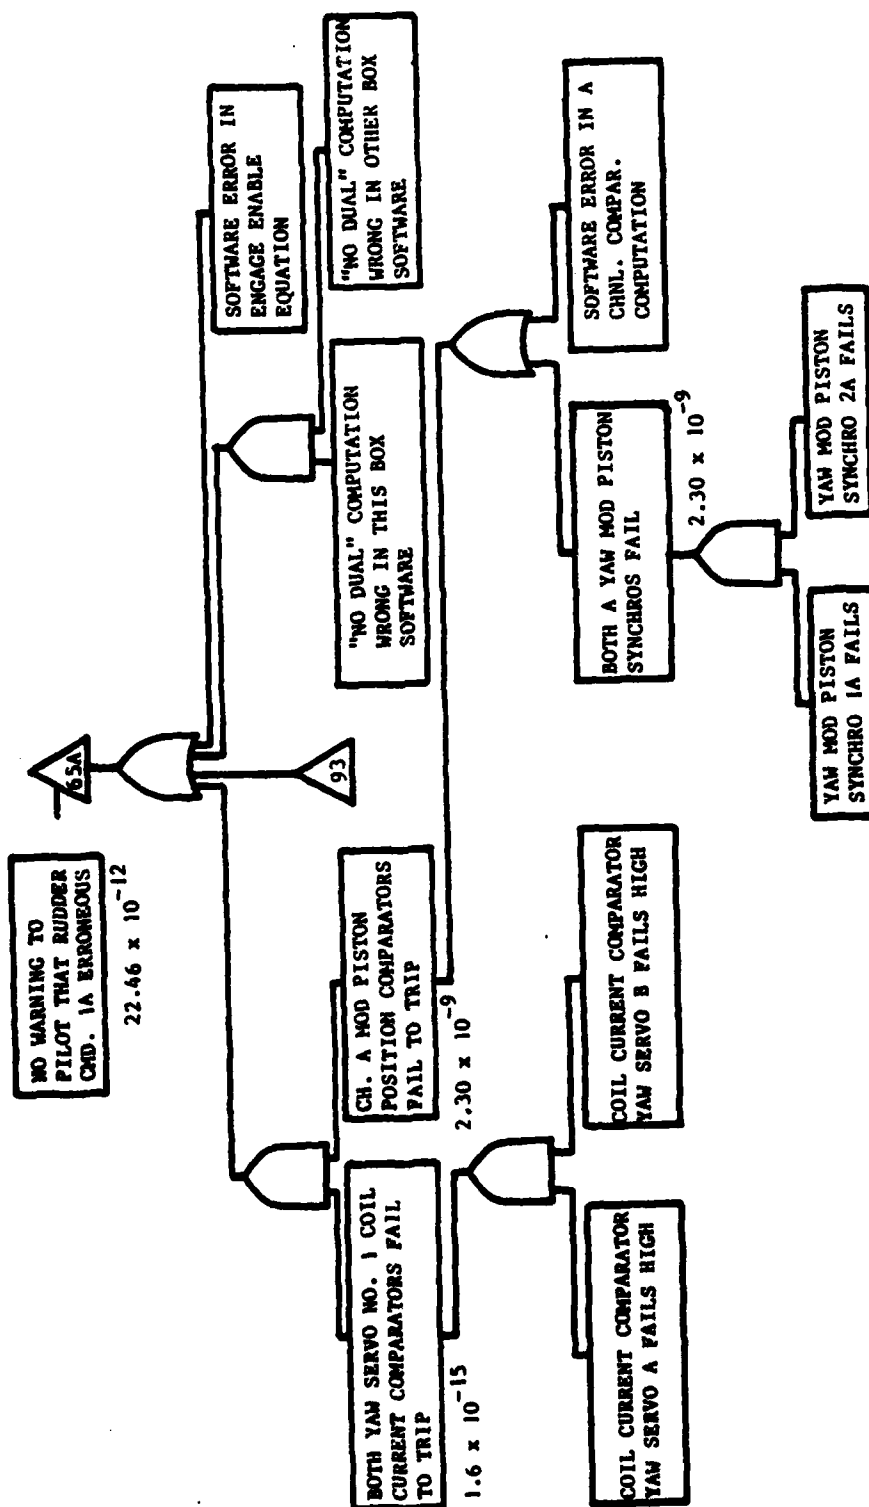 NO WARNING TO
PILOT THAT RUDDER
CMD. 1A ERRONEOUS
22.46 x 10-12
65A
93
SOFTWARE ERROR IN
ENGAGE ENABLE
EQUATION
BOTH YAW SERVO NO. 1 COIL
CURRENT COMPARATORS FAIL
TO TRIP
1.6 x 10-15
CH. A MOD PISTON
POSITION COMPARATORS
FAIL TO TRIP
2.30 x 10-9
"NO DUAL" COMPUTATION
WRONG IN THIS BOX
SOFTWARE
"NO DUAL" COMPUTATION
WRONG IN OTHER BOX
SOFTWARE
COIL CURRENT COMPARATOR
YAW SERVO A FAILS HIGH
COIL CURRENT COMPARATOR
YAW SERVO B FAILS HIGH
BOTH A YAW MOD PISTON
SYNCHROS FAIL
2.30 x 10-9
SOFTWARE ERROR IN A
CHNL. COMPAR.
COMPUTATION
YAW MOD PISTON
SYNCHRO 1A FAILS
YAW MOD PISTON
SYNCHRO 2A FAILS